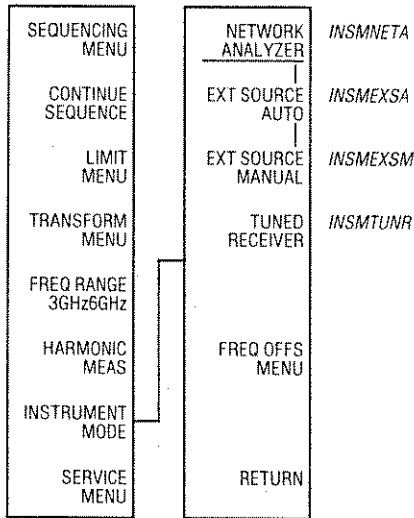 SEQUENCING
MENU
CONTINUE
SEQUENCE
LIMIT
MENU
TRANSFORM
MENU
FREQ RANGE
3GHz6GHz
HARMONIC
MEAS
INSTRUMENT
MODE
SERVICE
MENU
NETWORK
ANALYZER
INSMNETA
EXT SOURCE
AUTO
INSMEXSA
EXT SOURCE
MANUAL
INSMEXSM
TUNED
RECEIVER
INSMTUNR
FREQ OFFS
MENU
RETURN